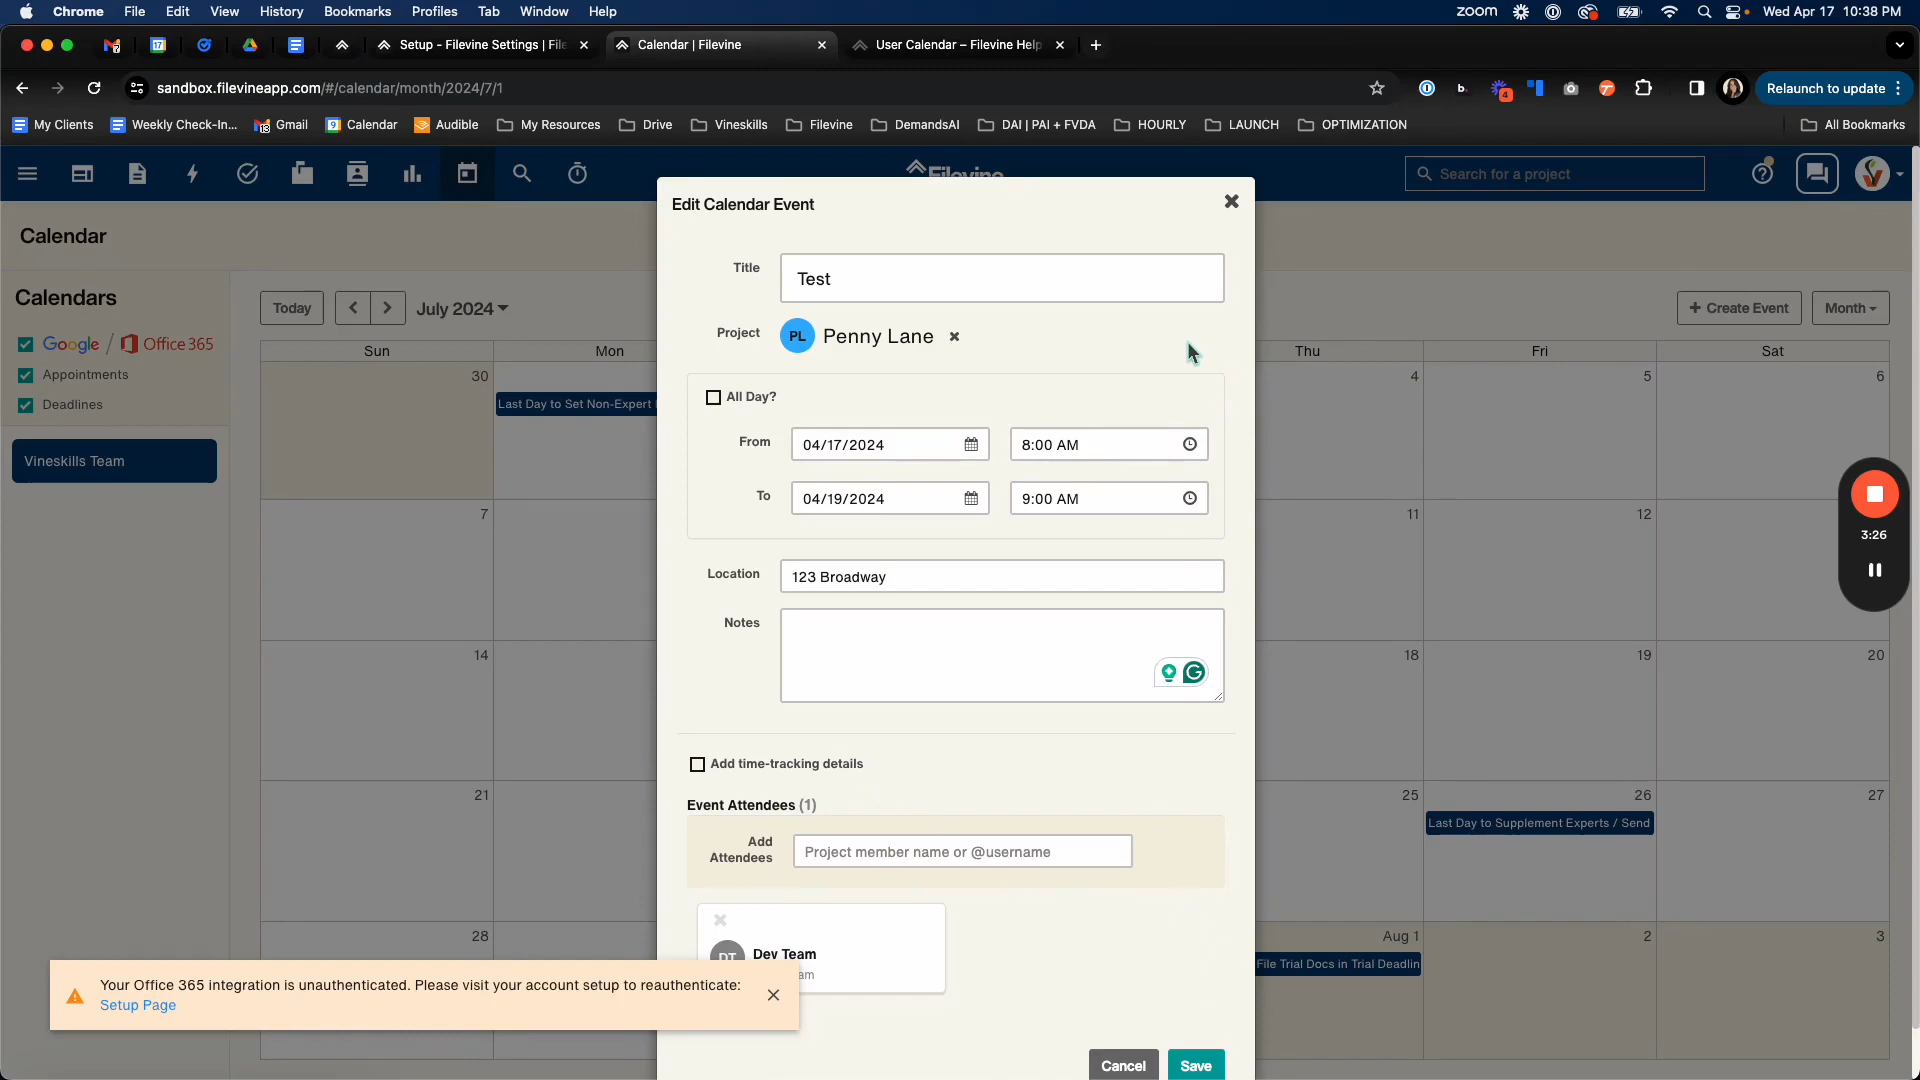 Chrome File Edit View History Bookmarks Profiles Tab Window Help zoom Wed Apr 17 10:38 PM
Setup - Filevine Settings | File Calendar | Filevine User Calendar – Filevine Help
sandbox.filevineapp.com/#/calendar/month/2024/7/1 4 Relaunch to update
My Clients Weekly Check-In... Gmail Calendar Audible My Resources Drive Vineskills Filevine DemandsAI DAI | PAI + FVDA HOURLY LAUNCH OPTIMIZATION All Bookmarks
Filevine Search for a project
Calendar
Edit Calendar Event
Title Test
Project PL Penny Lane
All Day?
From 04/17/2024 8:00 AM
To 04/19/2024 9:00 AM
Location 123 Broadway
Notes
Add time-tracking details
Event Attendees (1)
Add Attendees Project member name or @username
DT Dev Team
am
Cancel Save
Calendars
Google / Office 365
Appointments
Deadlines
Vineskills Team
Today July 2024 + Create Event Month
Sun Mon Thu Fri Sat
30 4 5 6
Last Day to Set Non-Expert
7 11 12
14 18 19 20
21 25 26 27
Last Day to Supplement Experts / Send
28 Aug 1 2 3
File Trial Docs in Trial Deadlin
3:26
Your Office 365 integration is unauthenticated. Please visit your account setup to reauthenticate:
Setup Page